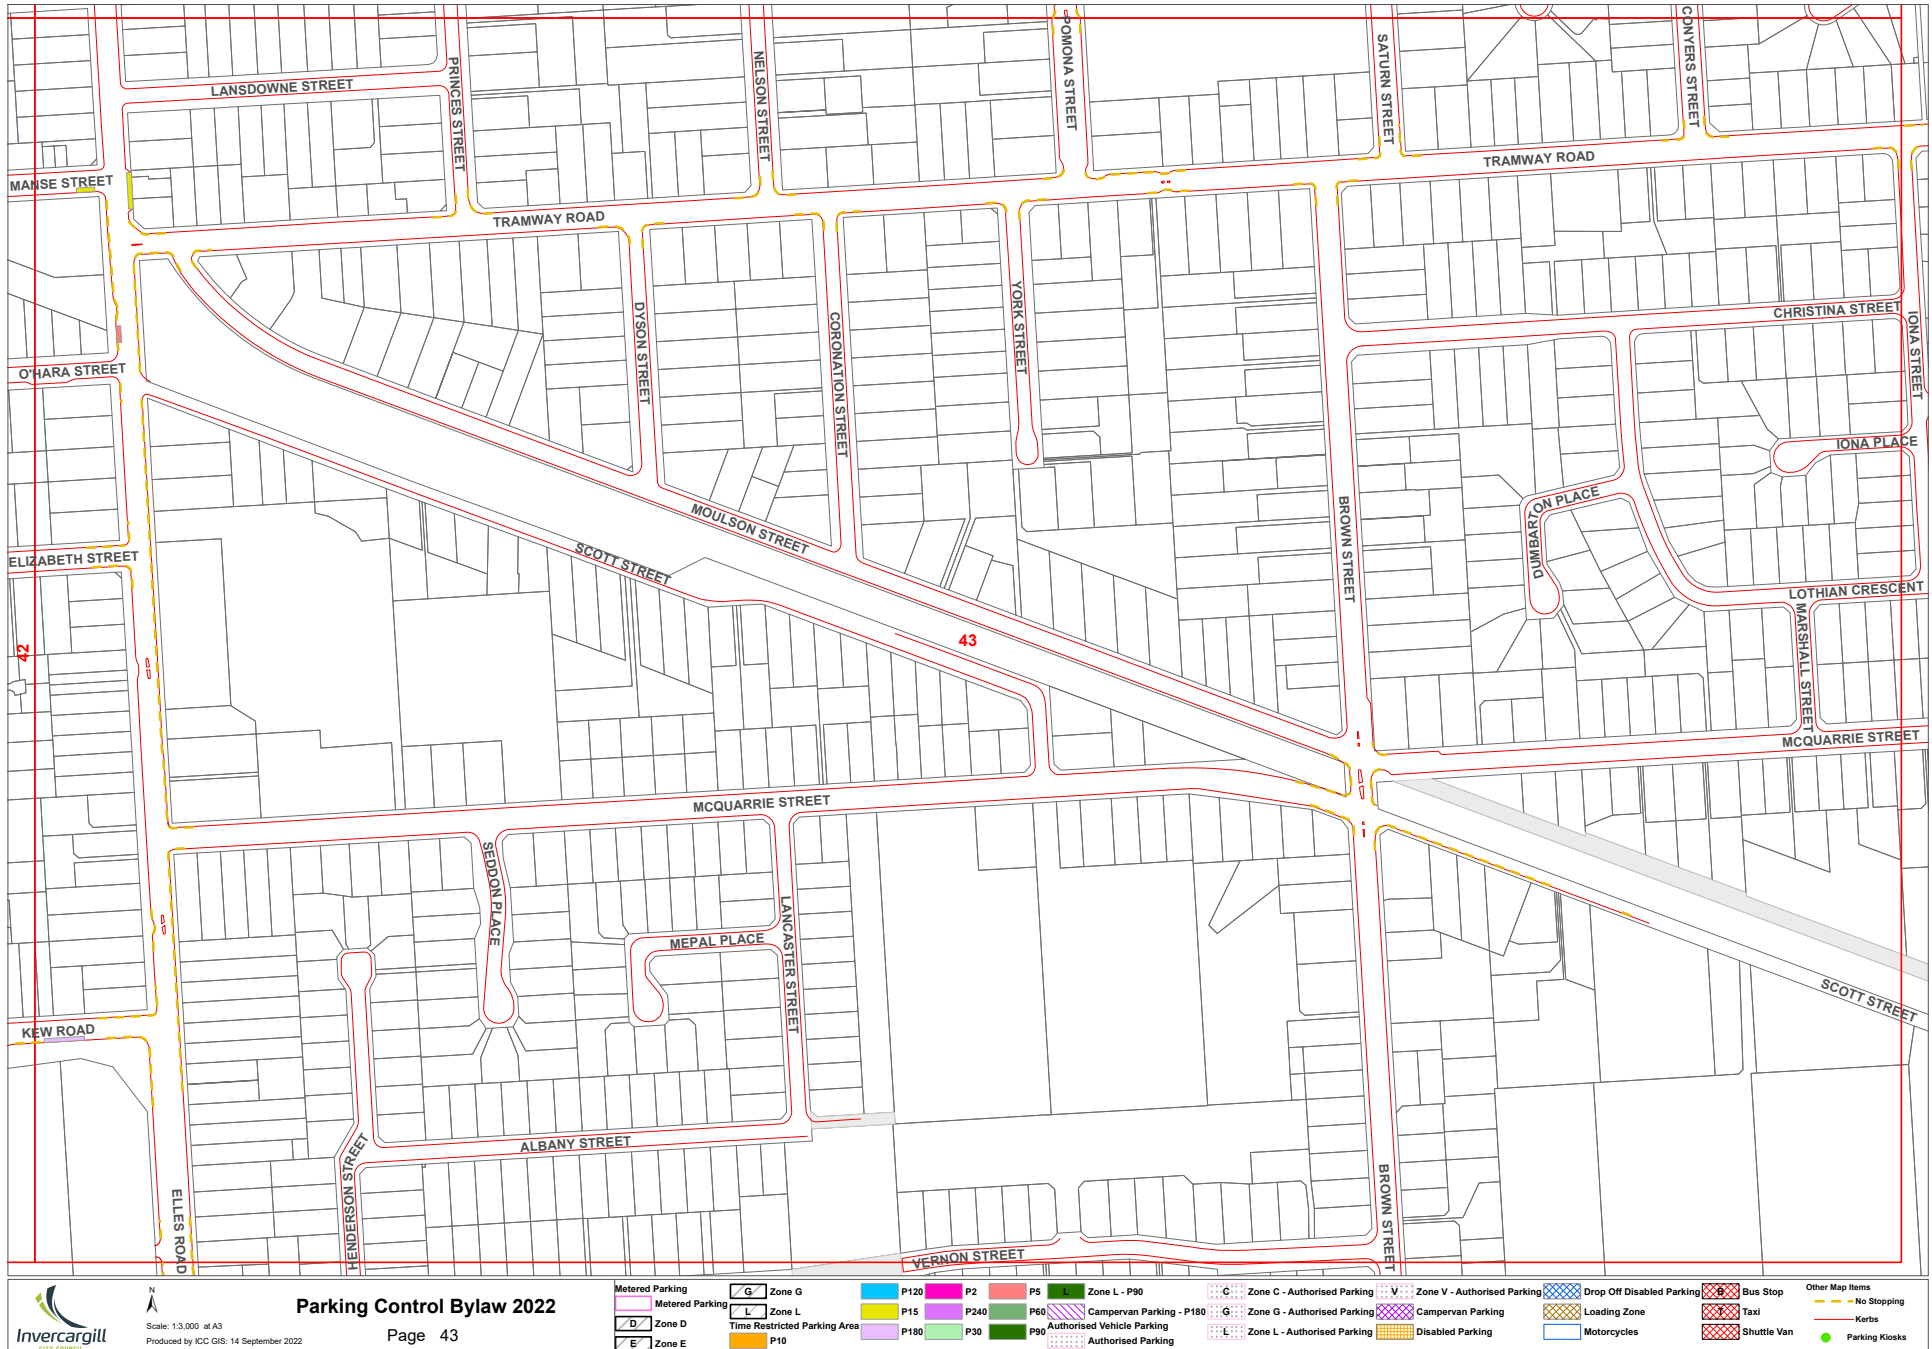 LANSDOWNE STREET
PRINCES STREET
NELSON STREET
POMONA STREET
SATURN STREET
CONYERS STREET
MANSE STREET
TRAMWAY ROAD
TRAMWAY ROAD
O'HARA STREET
DYSON STREET
CORONATION STREET
YORK STREET
CHRISTINA STREET
IONA STREET
IONA PLACE
MOULSON STREET
SCOTT STREET
BROWN STREET
DUMBARTON PLACE
ELIZABETH STREET
LOTHIAN CRESCENT
MARSHALL STREET
42
43
MCQUARRIE STREET
MCQUARRIE STREET
SEDDON PLACE
LANCASTER STREET
MEPAL PLACE
SCOTT STREET
KEW ROAD
ALBANY STREET
HENDERSON STREET
ELLES ROAD
BROWN STREET
VERNON STREET
Invercargill
CITY COUNCIL
N
Scale: 1:3,000 at A3
Produced by ICC GIS: 14 September 2022
Parking Control Bylaw 2022
Page 43
Metered Parking
Metered Parking
D Zone D
E Zone E
G Zone G
L Zone L
Time Restricted Parking Area
P10
P120
P15
P180
P2
P240
P30
P5
P60
P90
L Zone L - P90
Campervan Parking - P180
Authorised Vehicle Parking
Authorised Parking
C Zone C - Authorised Parking
G Zone G - Authorised Parking
L Zone L - Authorised Parking
V Zone V - Authorised Parking
Campervan Parking
Disabled Parking
Drop Off Disabled Parking
Loading Zone
Motorcycles
B Bus Stop
T Taxi
Shuttle Van
Other Map Items
No Stopping
Kerbs
Parking Kiosks